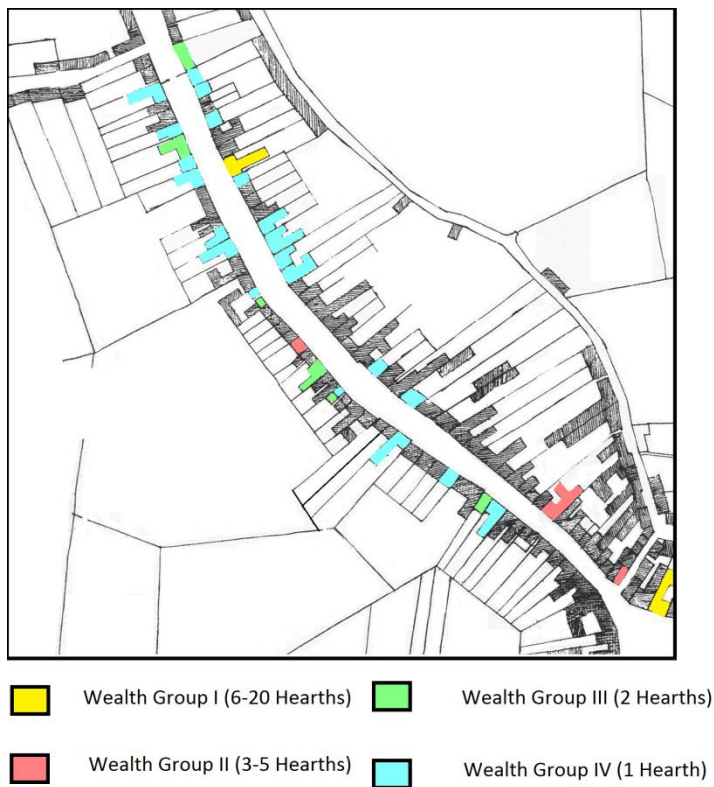 Wealth Group I (6-20 Hearths)
Wealth Group III (2 Hearths)
Wealth Group II (3-5 Hearths)
Wealth Group IV (1 Hearth)